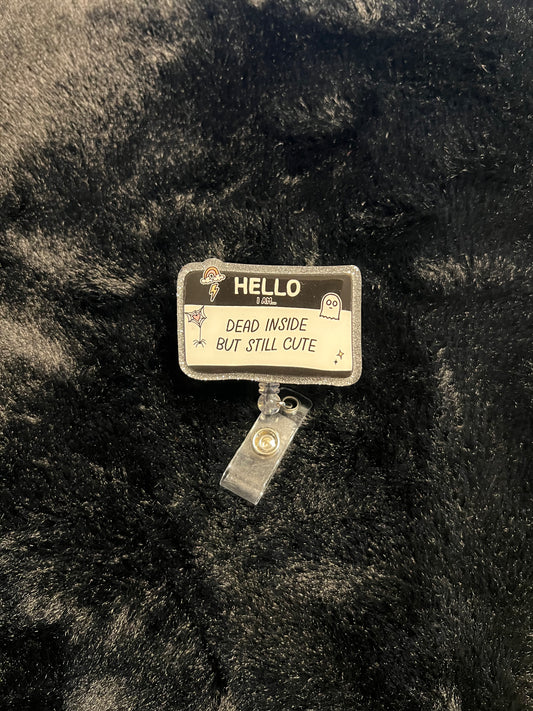 HELLO
I AM...
DEAD INSIDE
BUT STILL CUTE